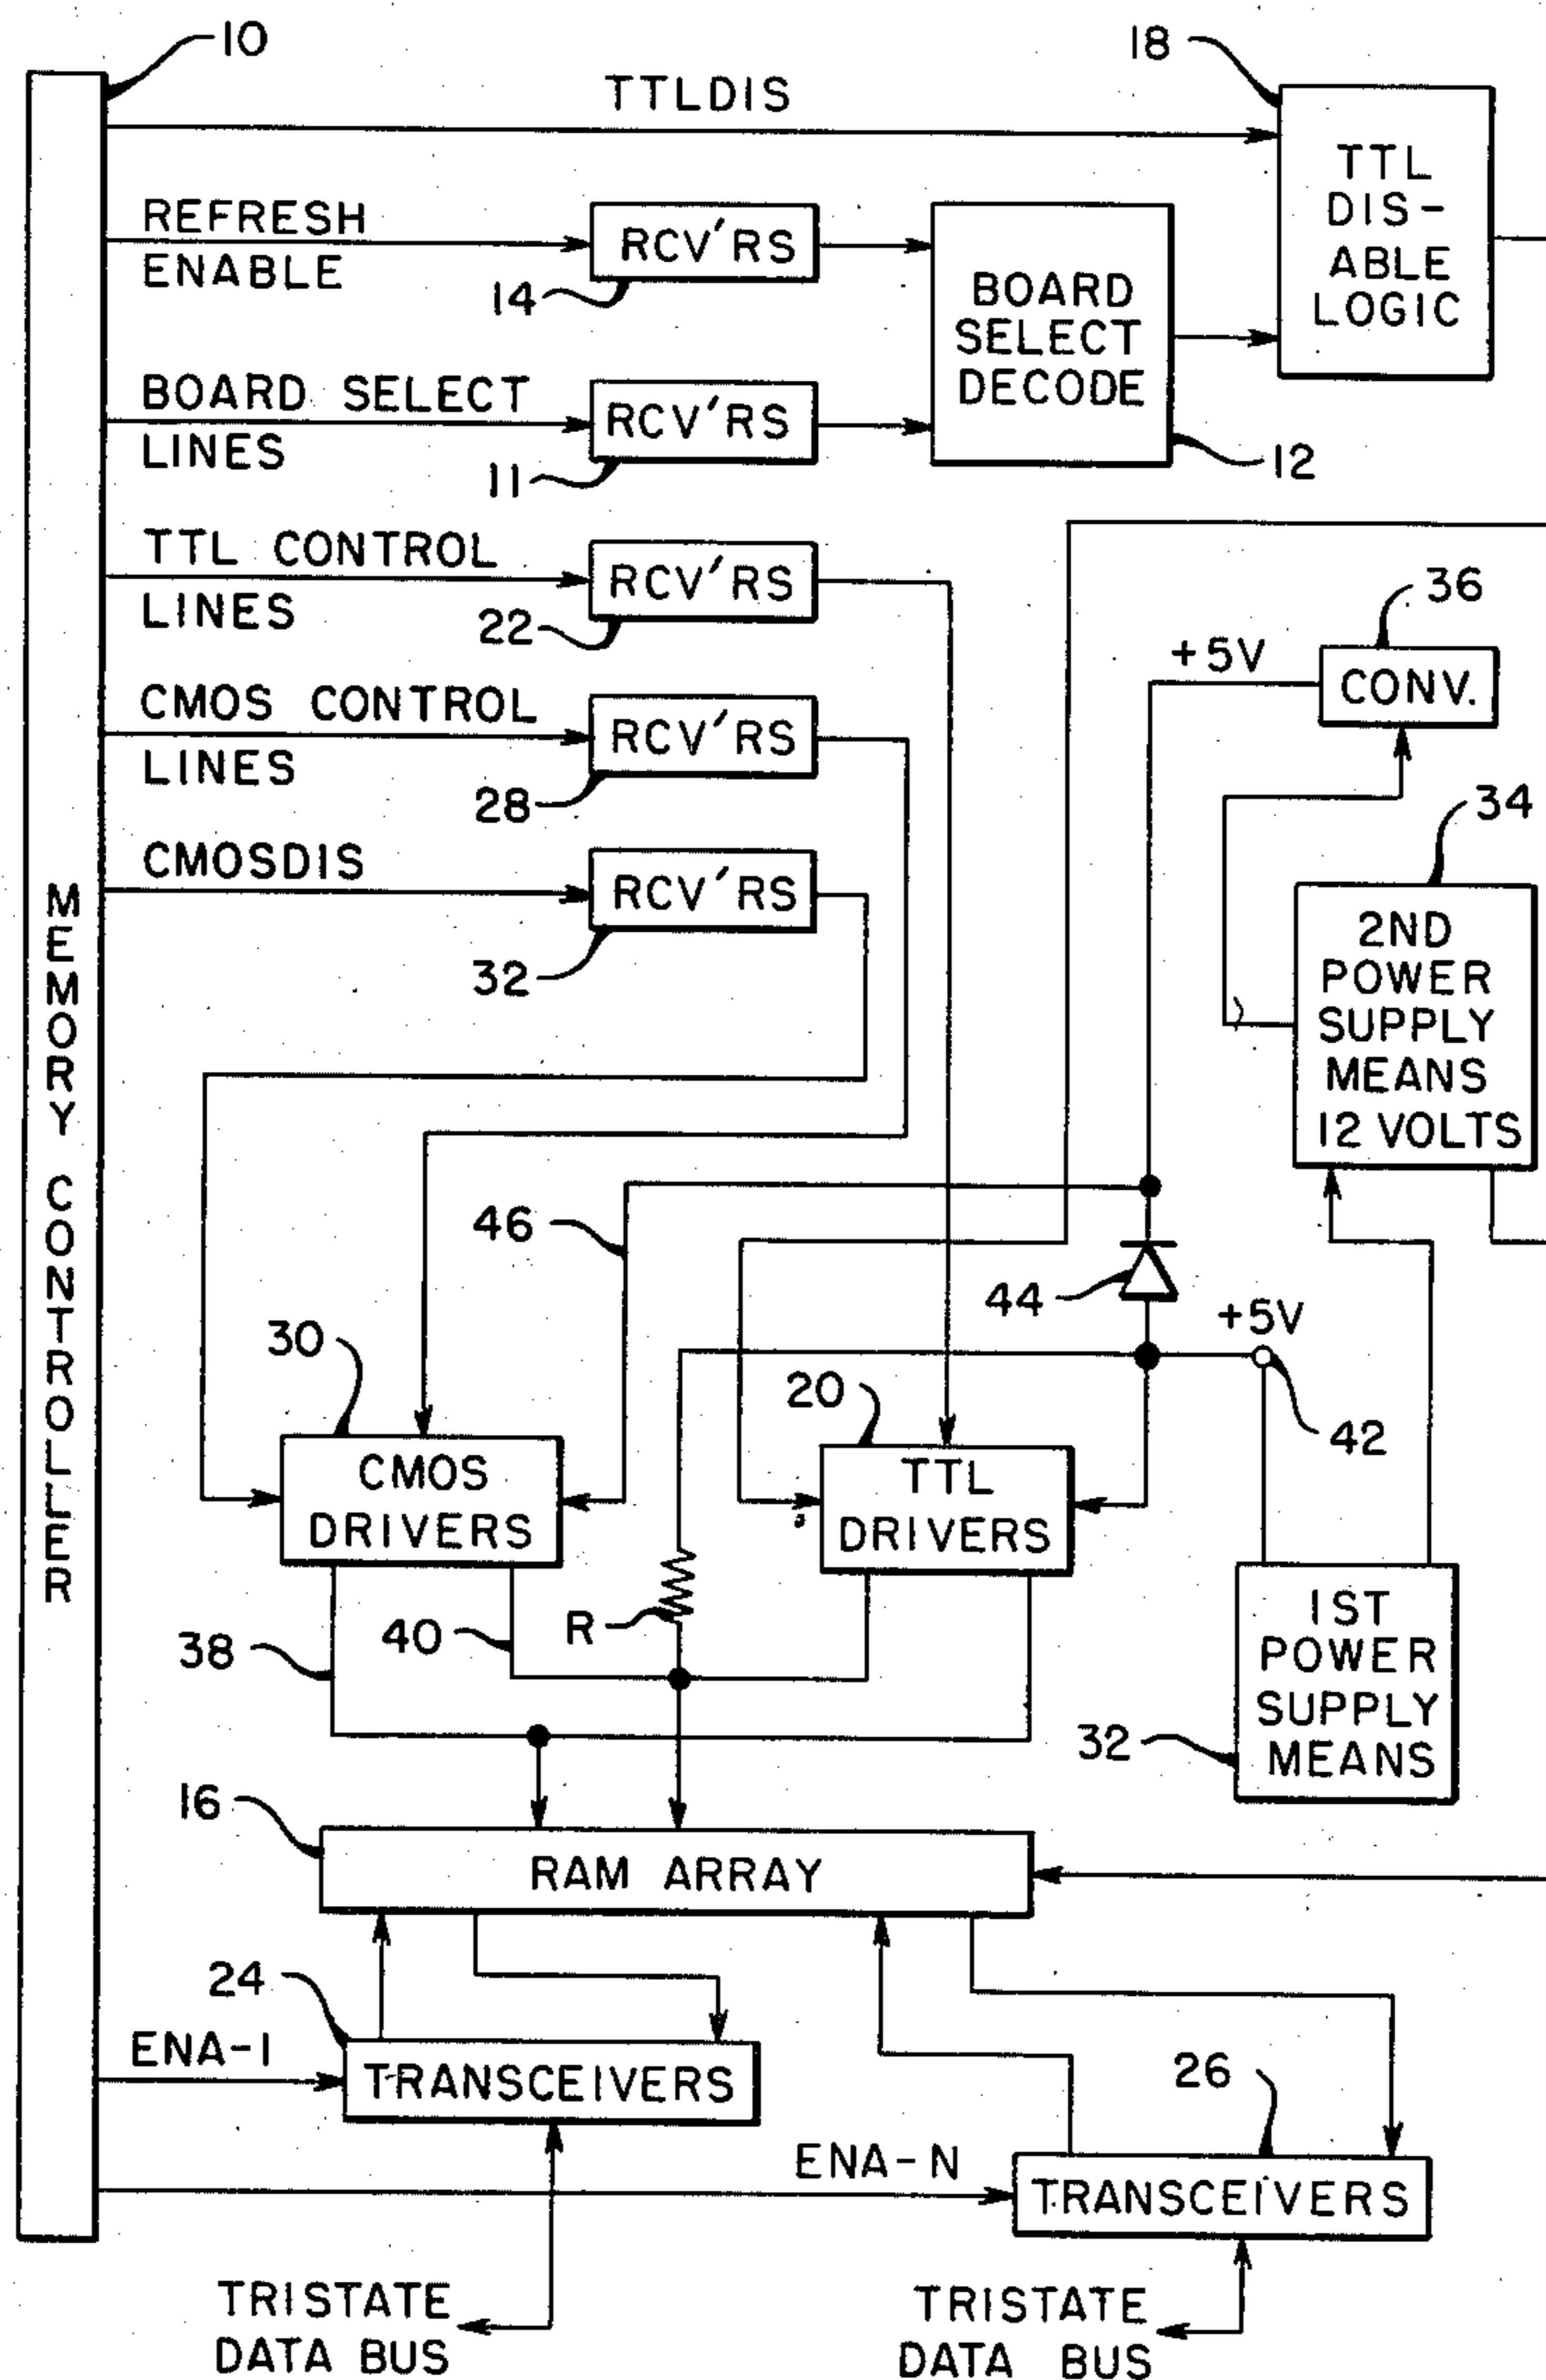 10
TTLDIS
18
TTL
DIS-
ABLE
LOGIC
REFRESH
ENABLE
RCV'RS
14
BOARD
SELECT
DECODE
12
BOARD SELECT
LINES
RCV'RS
11
TTL CONTROL
LINES
RCV'RS
22
36
+5V
CONV.
CMOS CONTROL
LINES
RCV'RS
28
34
CMOSDIS
RCV'RS
32
2ND
POWER
SUPPLY
MEANS
12 VOLTS
MEMORY CONTROLLER
46
44
+5V
42
30
CMOS
DRIVERS
20
TTL
DRIVERS
38
40
R
1ST
POWER
SUPPLY
MEANS
32
16
RAM ARRAY
24
ENA-1
TRANSCEIVERS
26
ENA-N
TRANSCEIVERS
TRISTATE
DATA BUS
TRISTATE
DATA BUS